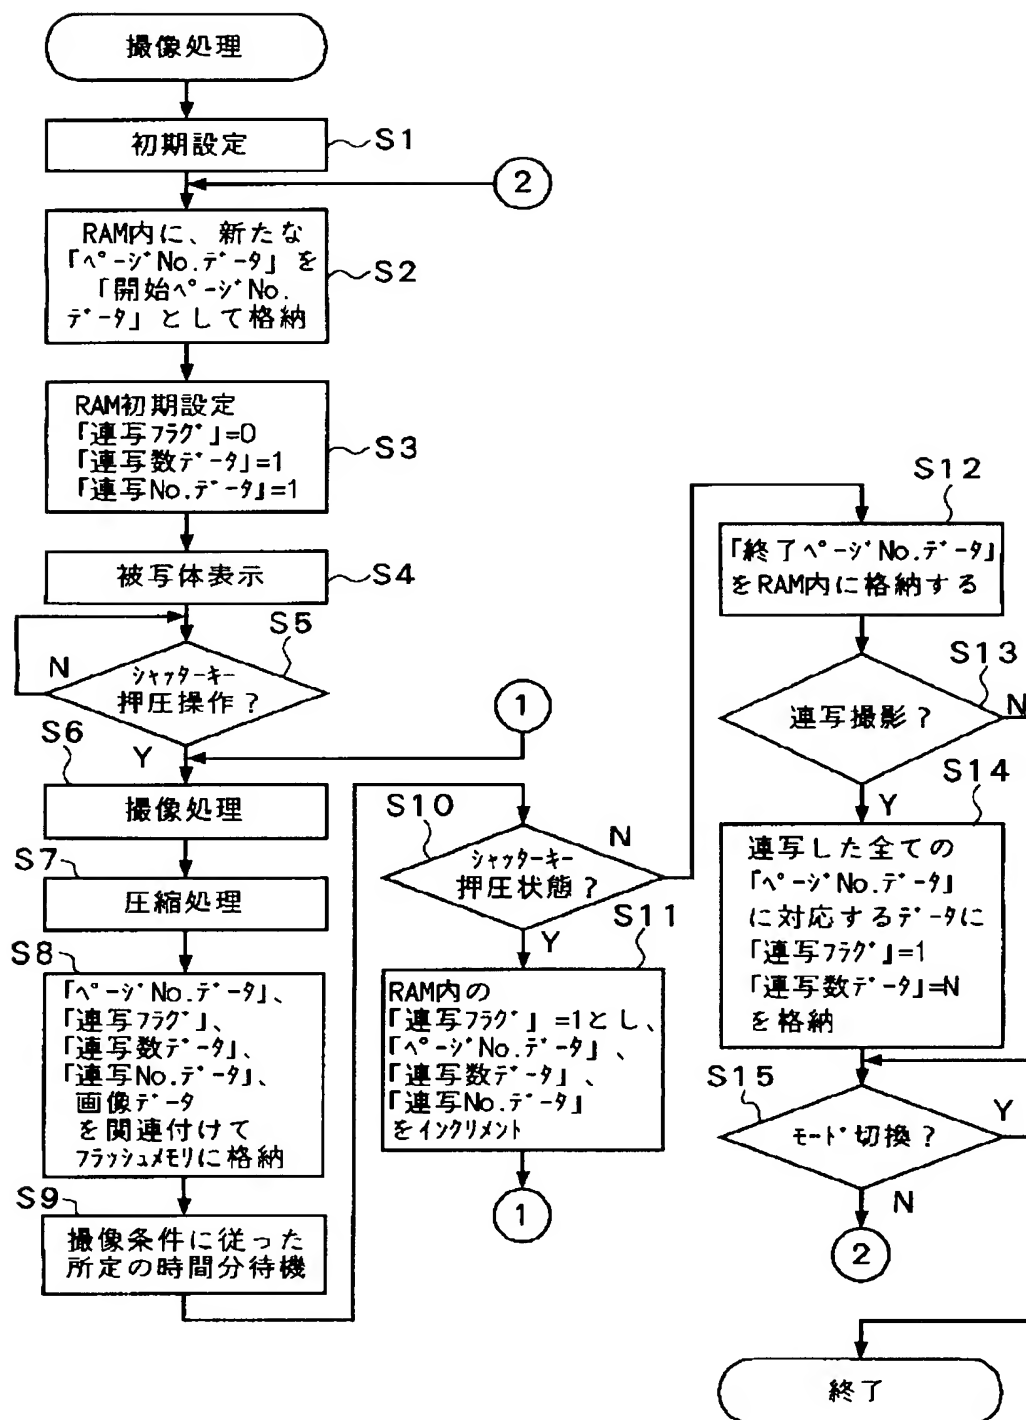 撮像処理
初期設定
S1
②
RAM内に、新たな
『ページNo.データ』を
「開始ページNo.
データ」として格納
S2
RAM初期設定
『連写フラグ』=0
『連写数データ』=1
『連写No.データ』=1
S3
被写体表示
S4
S5
シャッターキー
押圧操作?
N
Y
①
S6
撮像処理
S7
圧縮処理
S8
『ページNo.データ』、
『連写フラグ』、
『連写数データ』、
『連写No.データ』、
画像データ
を関連付けて
フラッシュメモリに格納
S9
撮像条件に従った
所定の時間分待機
S10
シャッターキー
押圧状態?
N
Y
S11
RAM内の
『連写フラグ』=1とし、
『ページNo.データ』、
『連写数データ』、
『連写No.データ』
をインクリメント
①
S12
「終了ページNo.データ」
をRAM内に格納する
S13
連写撮影?
N
Y
S14
連写した全ての
『ページNo.データ』
に対応するデータに
『連写フラグ』=1
『連写数データ』=N
を格納
S15
モード切換?
Y
N
②
終了